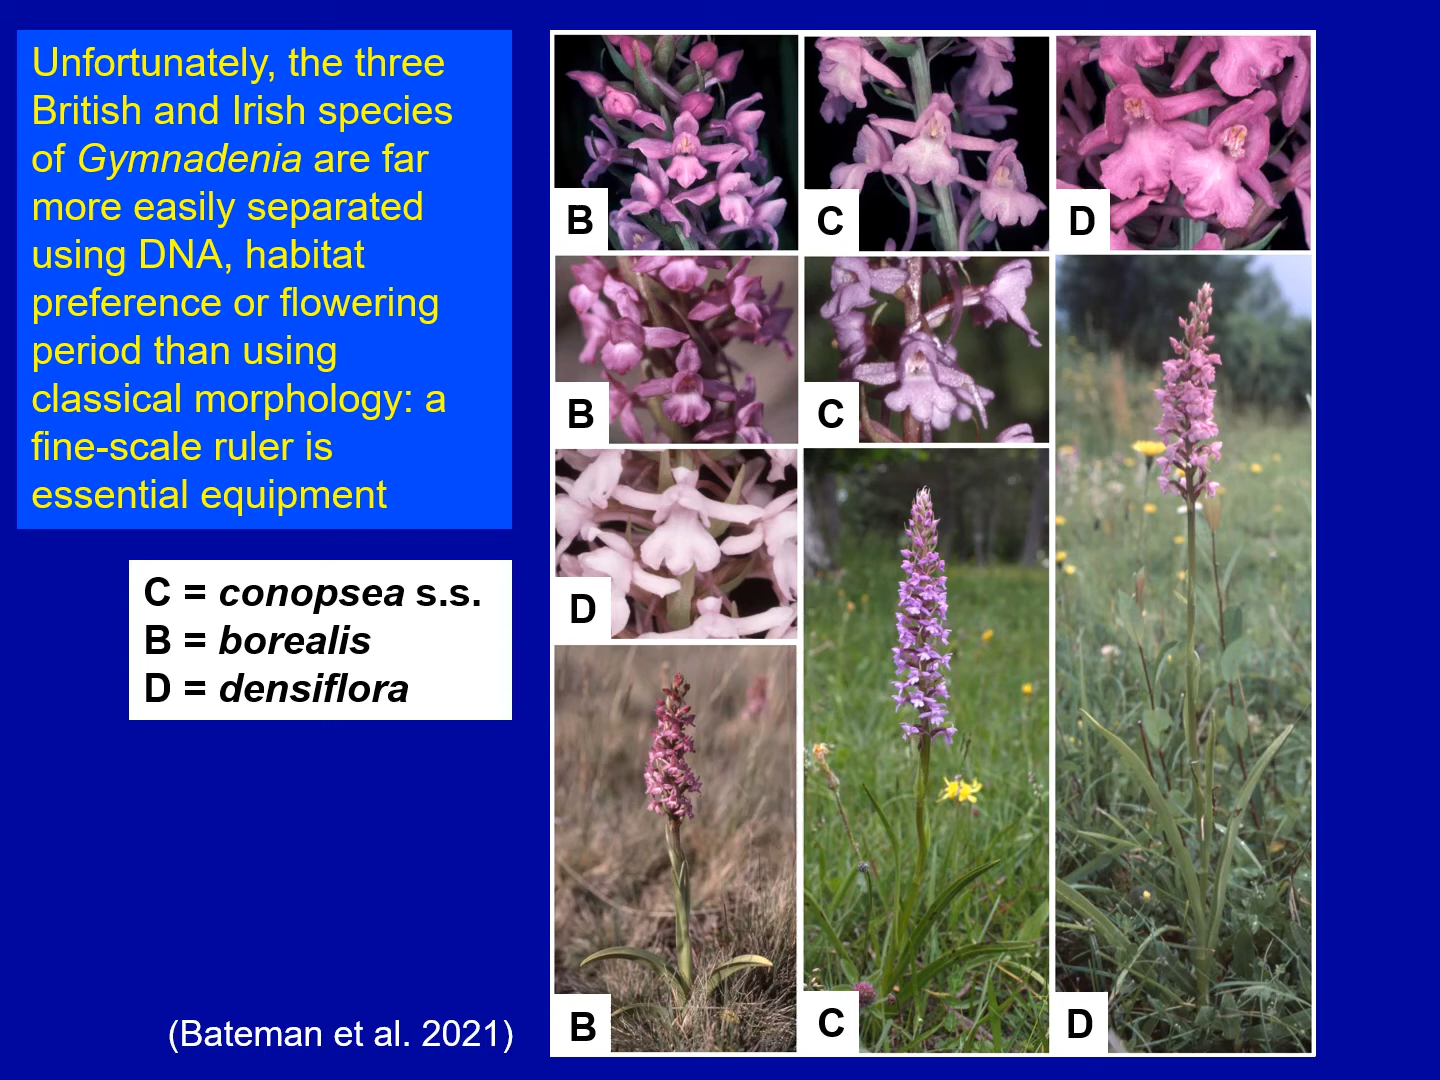 Unfortunately, the three
British and Irish species
of Gymnadenia are far
more easily separated
using DNA, habitat
preference or flowering
period than using
classical morphology: a
fine-scale ruler is
essential equipment
C = conopsea s.s.
B = borealis
D = densiflora
(Bateman et al. 2021)
B
C
D
B
C
D
B
C
D